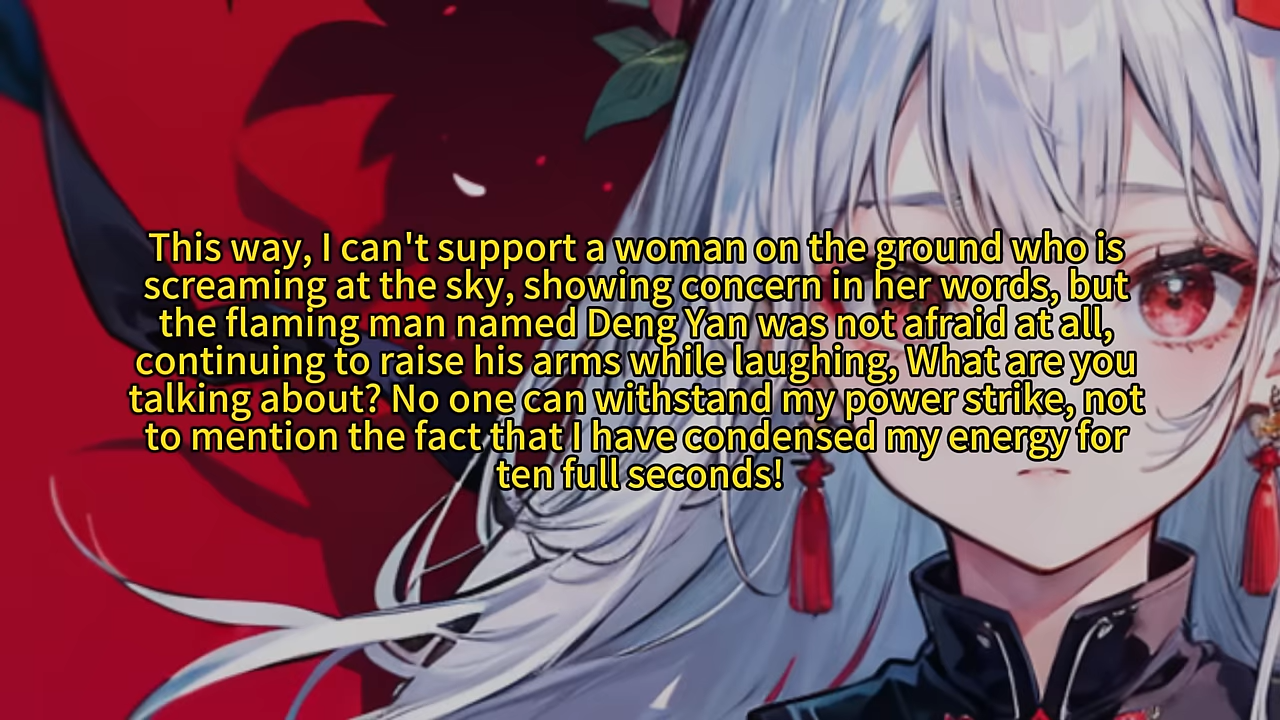 This way, I can't support a woman on the ground who is
screaming at the sky, showing concern in her words, but
the flaming man named Deng Yan was not afraid at all,
continuing to raise his arms while laughing, What are you
talking about? No one can withstand my power strike, not
to mention the fact that I have condensed my energy for
ten full seconds!